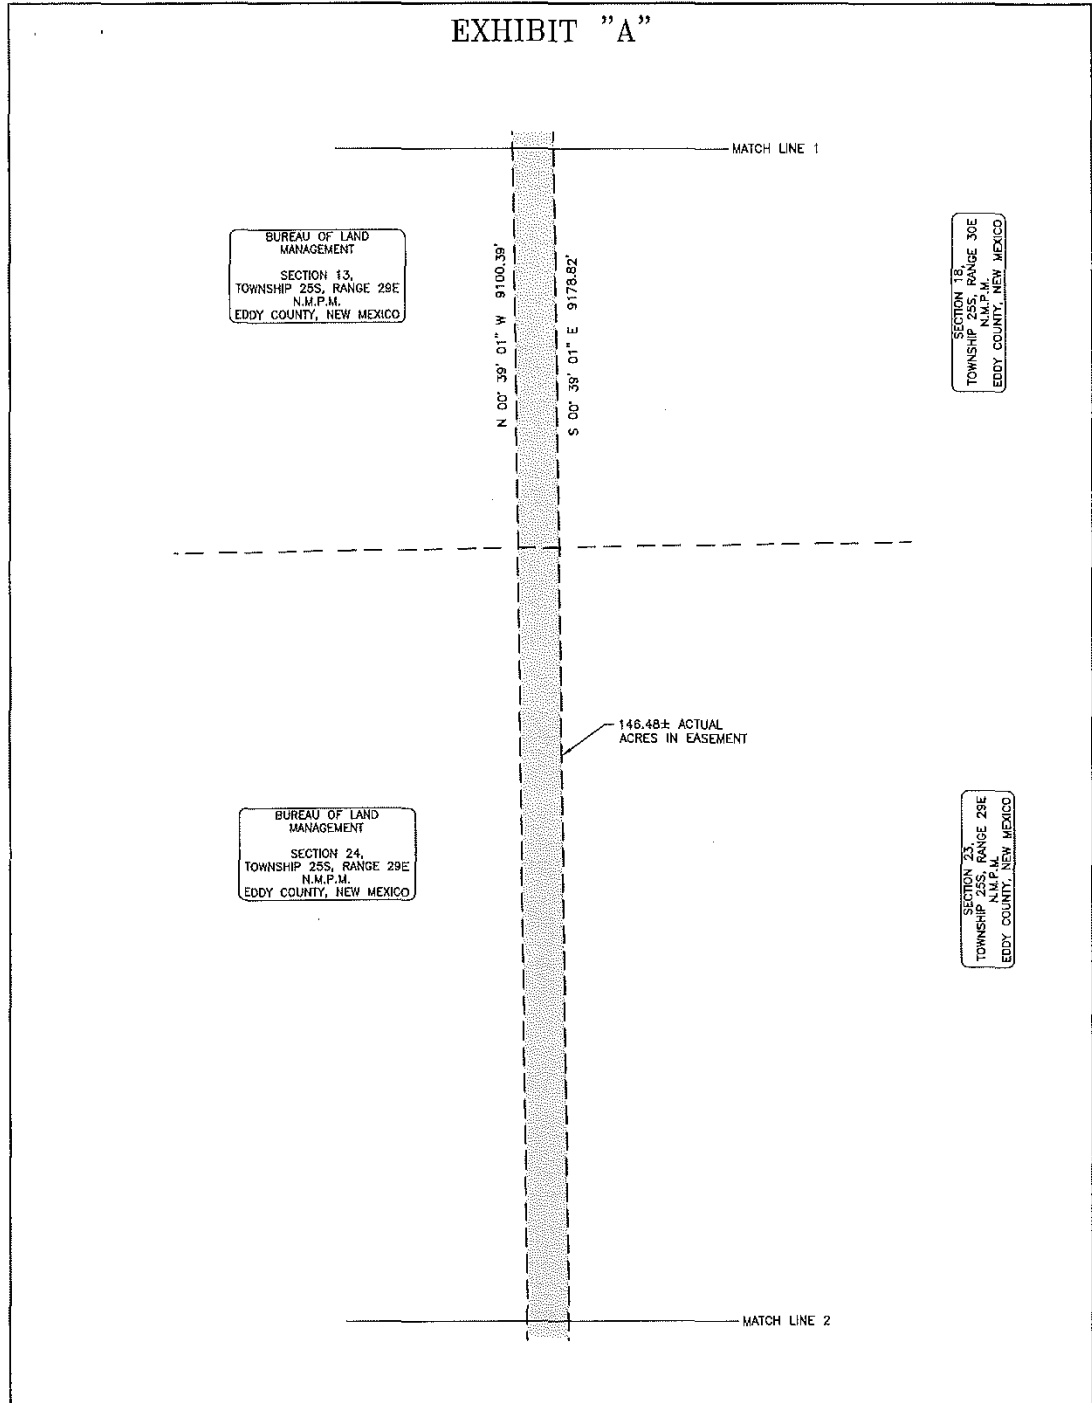 EXHIBIT "A"
MATCH LINE 1
BUREAU OF LAND
MANAGEMENT
SECTION 13,
TOWNSHIP 25S, RANGE 29E
N.M.P.M.
EDDY COUNTY, NEW MEXICO
N 00° 39' 01" W 9100.39'
S 00° 39' 01" E 9178.82'
SECTION 18,
TOWNSHIP 25S, RANGE 30E
N.M.P.M.
EDDY COUNTY, NEW MEXICO
146.48± ACTUAL
ACRES IN EASEMENT
BUREAU OF LAND
MANAGEMENT
SECTION 24,
TOWNSHIP 25S, RANGE 29E
N.M.P.M.
EDDY COUNTY, NEW MEXICO
SECTION 23,
TOWNSHIP 25S, RANGE 29E
N.M.P.M.
EDDY COUNTY, NEW MEXICO
MATCH LINE 2